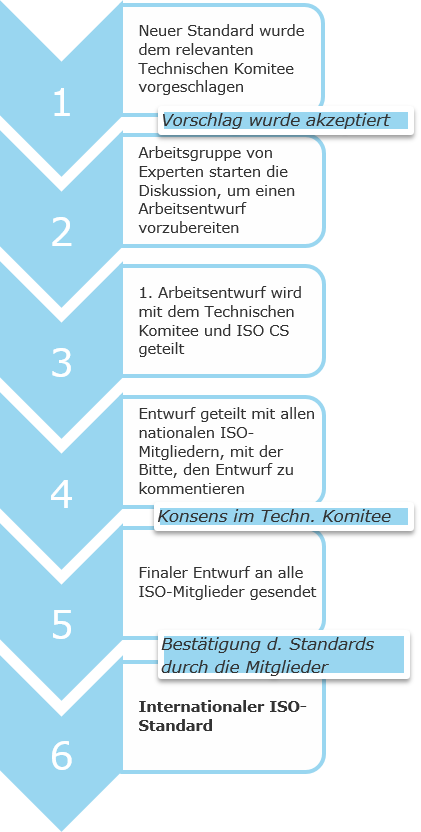 1
Neuer Standard wurde
dem relevanten
Technischen Komitee
vorgeschlagen
Vorschlag wurde akzeptiert
2
Arbeitsgruppe von
Experten starten die
Diskussion, um einen
Arbeitsentwurf
vorzubereiten
3
1. Arbeitsentwurf wird
mit dem Technischen
Komitee und ISO CS
geteilt
4
Entwurf geteilt mit allen
nationalen ISO-
Mitgliedern, mit der
Bitte, den Entwurf zu
kommentieren
Konsens im Techn. Komitee
5
Finaler Entwurf an alle
ISO-Mitglieder gesendet
Bestätigung d. Standards
durch die Mitglieder
6
Internationaler ISO-
Standard